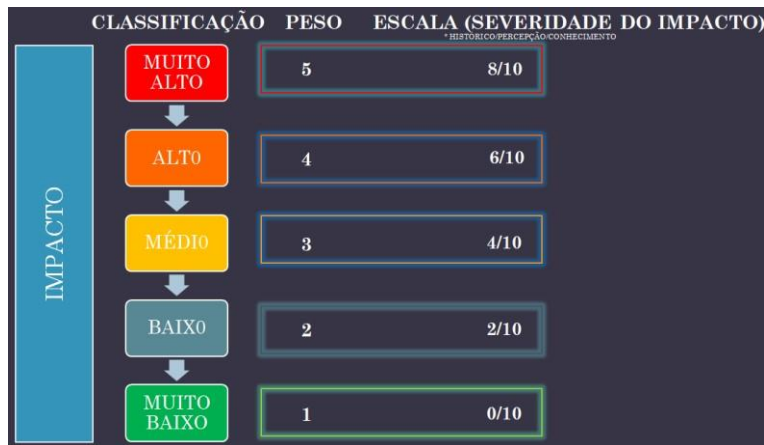 CLASSIFICAÇÃO PESO ESCALA (SEVERIDADE DO IMPACTO)
* HISTÓRICO/PERCEPÇÃO/CONHECIMENTO
IMPACTO
MUITO
ALTO
5 8/10
ALT0
4 6/10
MÉDI0
3 4/10
BAIX0
2 2/10
MUITO
BAIXO
1 0/10